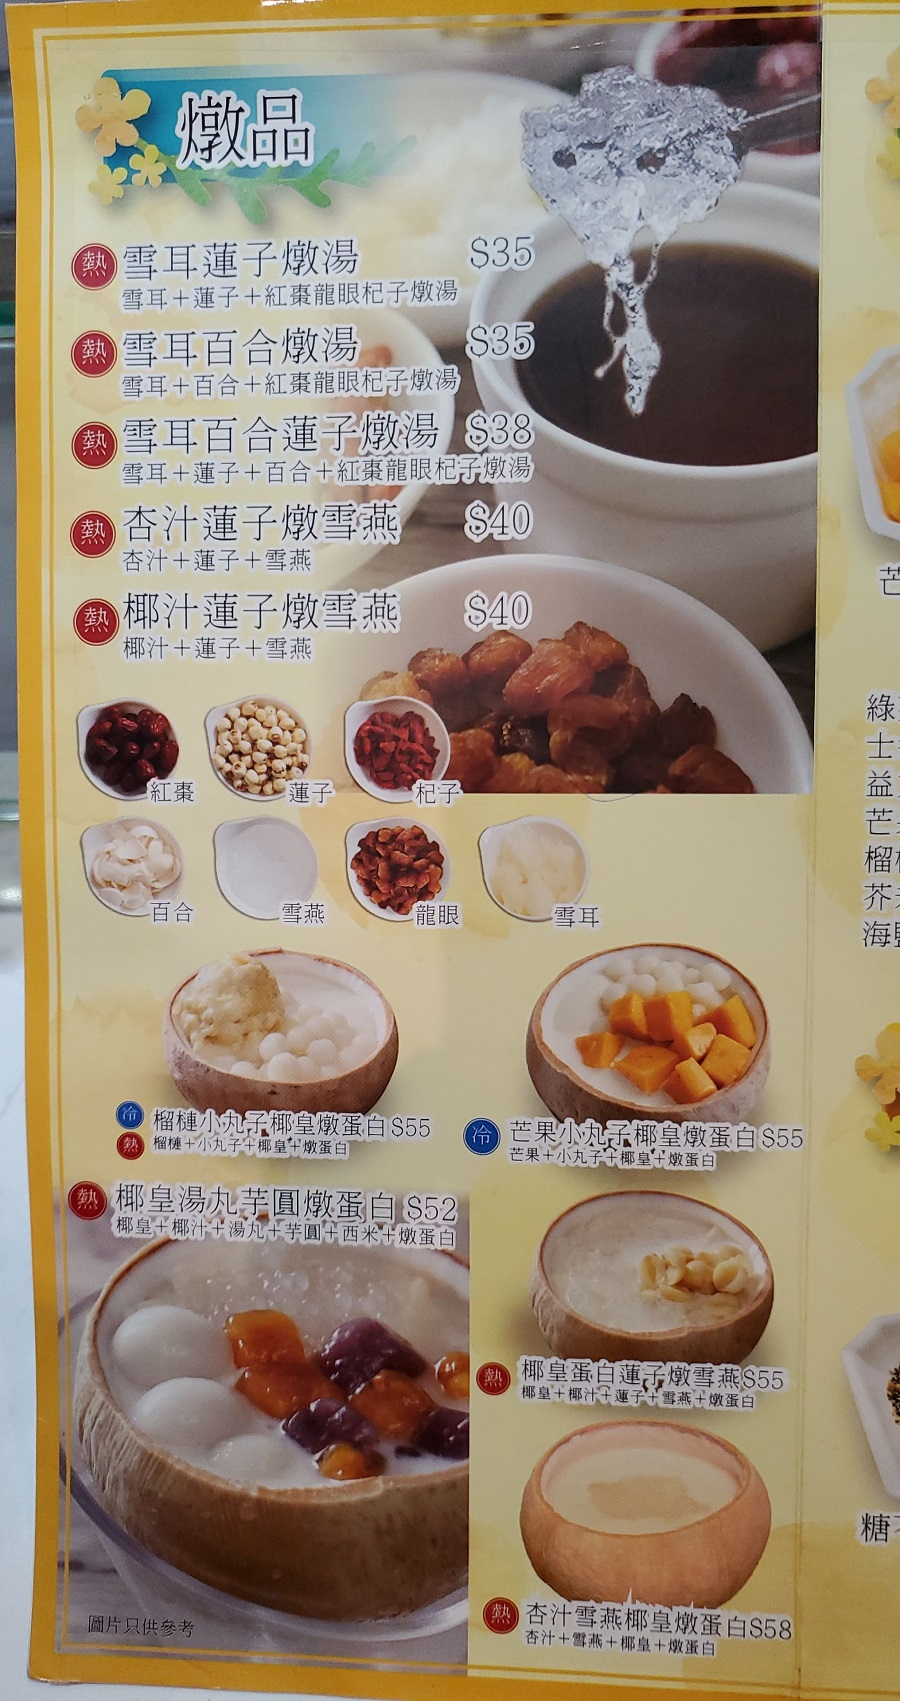 燉品
熱 雪耳蓮子燉湯 $35
雪耳＋蓮子＋紅棗龍眼杞子燉湯
熱 雪耳百合燉湯 $35
雪耳＋百合＋紅棗龍眼杞子燉湯
熱 雪耳百合蓮子燉湯 $38
雪耳＋蓮子＋百合＋紅棗龍眼杞子燉湯
熱 杏汁蓮子燉雪燕 $40
杏汁＋蓮子＋雪燕
熱 椰汁蓮子燉雪燕 $40
椰汁＋蓮子＋雪燕
紅棗 蓮子 杞子
百合 雪燕 龍眼 雪耳
冷 熱 榴槤小丸子椰皇燉蛋白 $55
榴槤＋小丸子＋椰皇＋燉蛋白
冷 芒果小丸子椰皇燉蛋白 $55
芒果＋小丸子＋椰皇＋燉蛋白
熱 椰皇湯丸芋圓燉蛋白 $52
椰皇＋椰汁＋湯丸＋芋圓＋西米＋燉蛋白
熱 椰皇蛋白蓮子燉雪燕 $55
椰皇＋椰汁＋蓮子＋雪燕＋燉蛋白
熱 杏汁雪燕椰皇燉蛋白 $58
杏汁＋雪燕＋椰皇＋燉蛋白
圖片只供參考
芒
綠
士
益
芒
榴
芥
海
糖